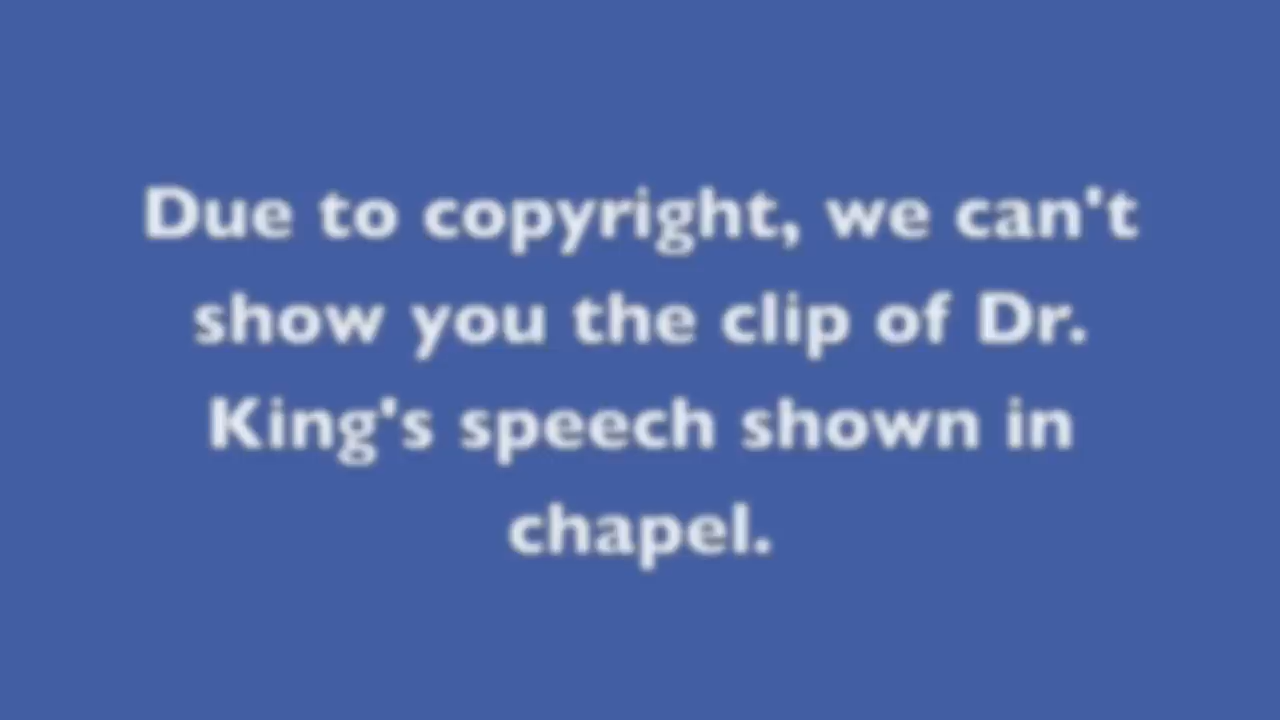 Due to copyright, we can't
show you the clip of Dr.
King's speech shown in
chapel.